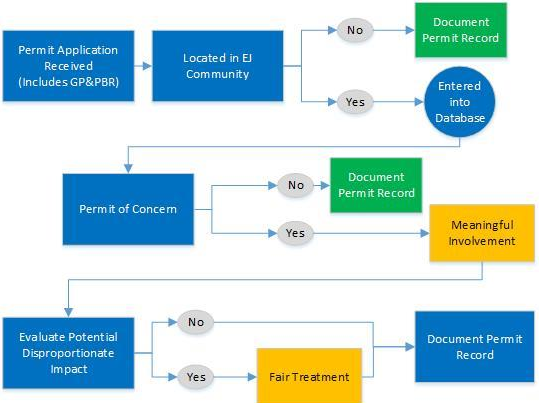 Permit Application
Received
(Includes GP&PBR)
Located in EJ
Community
No
Document
Permit Record
Yes
Entered
into
Database
Permit of Concern
No
Document
Permit Record
Yes
Meaningful
Involvement
Evaluate Potential
Disproportionate
Impact
No
Yes
Fair Treatment
Document Permit
Record